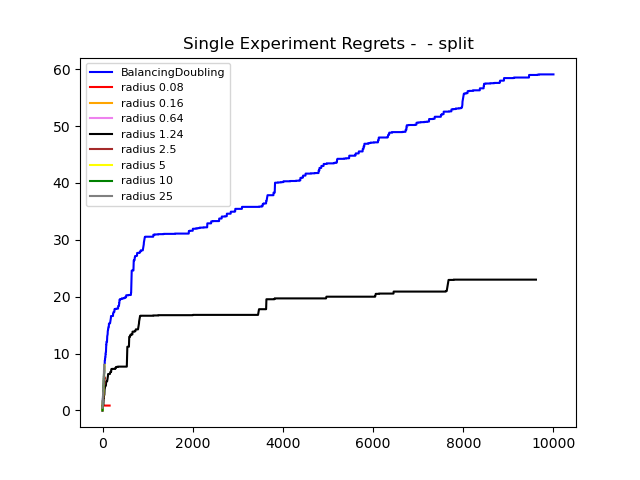 Single Experiment Regrets -  - split
BalancingDoubling
radius 0.08
radius 0.16
radius 0.64
radius 1.24
radius 2.5
radius 5
radius 10
radius 25
60
50
40
30
20
10
0
0 2000 4000 6000 8000 10000